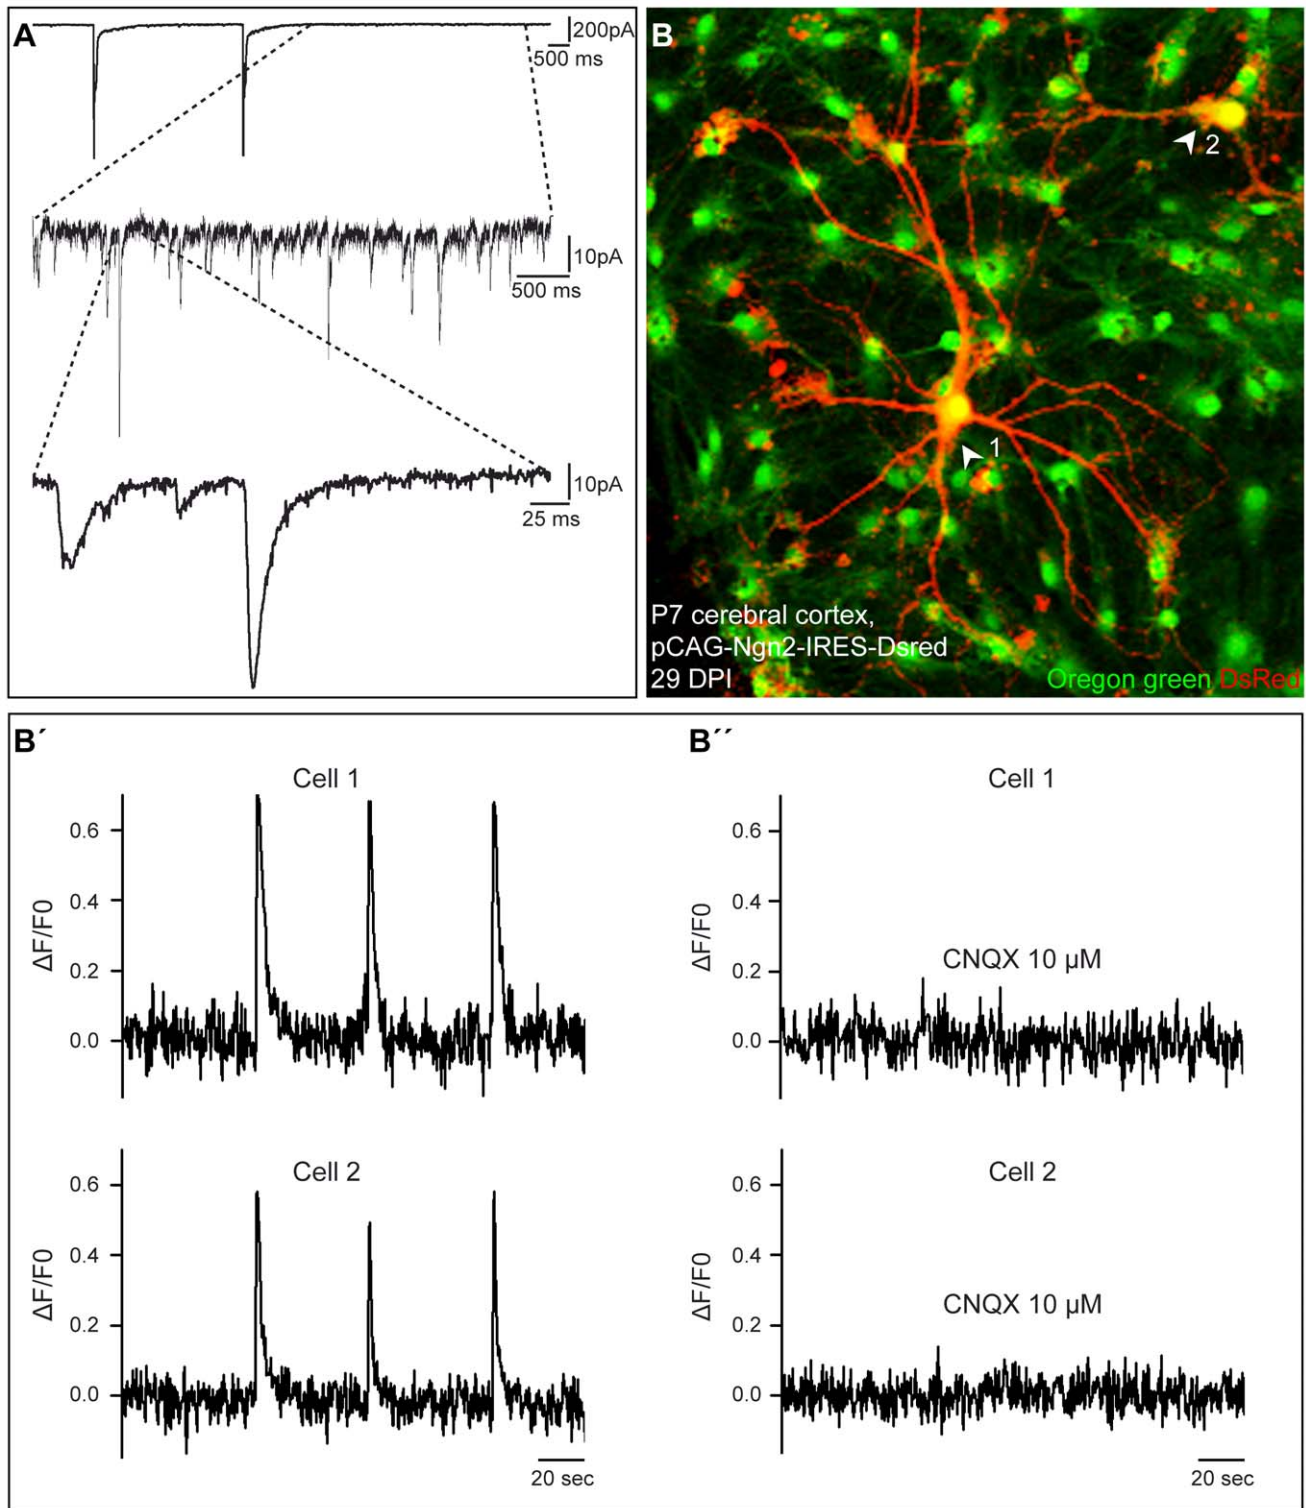 A
200pA
500 ms
10pA
500 ms
10pA
25 ms
B
2
1
P7 cerebral cortex,
pCAG-Ngn2-IRES-Dsred
29 DPI
Oregon green DsRed
B´
Cell 1
0.6
0.4
0.2
0.0
ΔF/F0
Cell 2
0.6
0.4
0.2
0.0
ΔF/F0
20 sec
B´´
Cell 1
0.6
0.4
0.2
0.0
ΔF/F0
CNQX 10 µM
Cell 2
0.6
0.4
0.2
0.0
ΔF/F0
CNQX 10 µM
20 sec